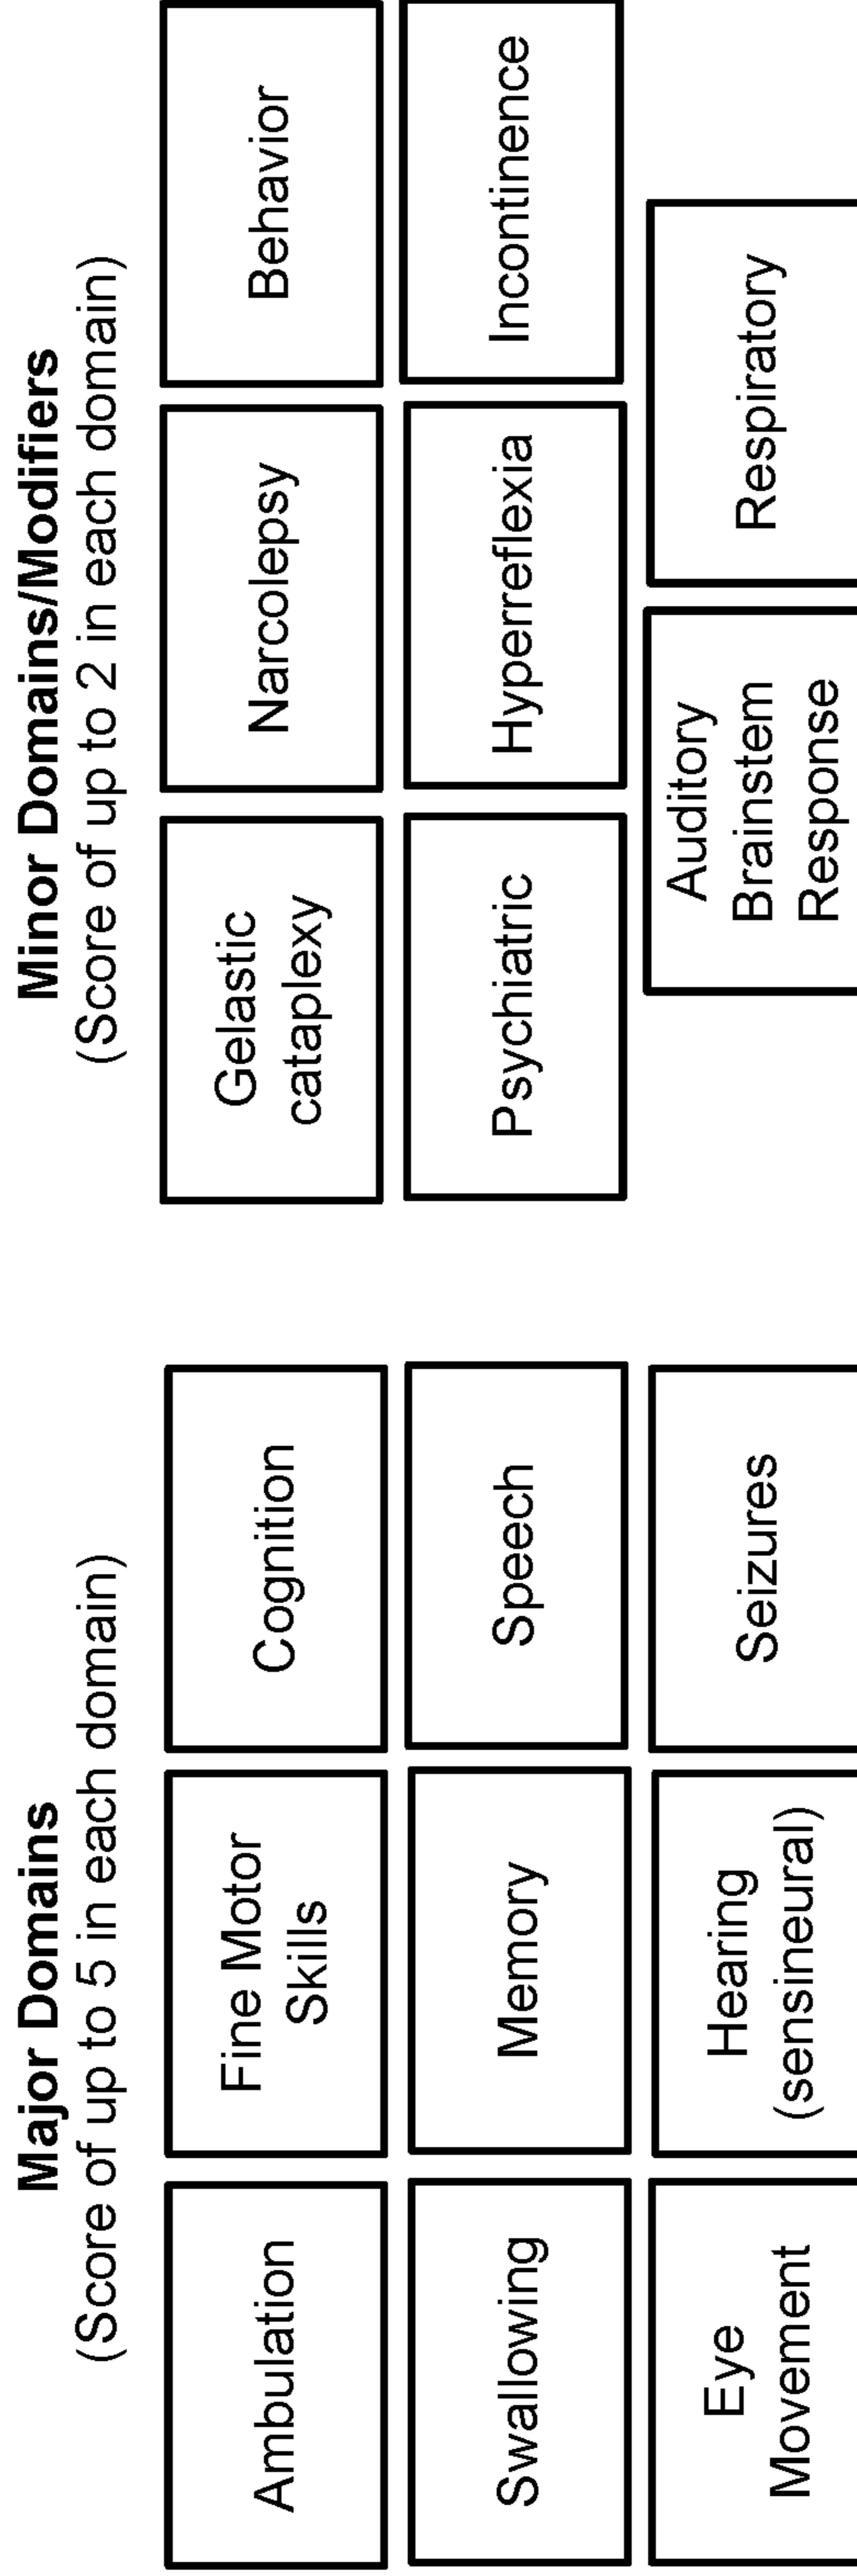 Major Domains
(Score of up to 5 in each domain)
Ambulation
Fine Motor
Skills
Cognition
Swallowing
Memory
Speech
Eye
Movement
Hearing
(sensineural)
Seizures
Minor Domains/Modifiers
(Score of up to 2 in each domain)
Gelastic
cataplexy
Narcolepsy
Behavior
Psychiatric
Hyperreflexia
Incontinence
Auditory
Brainstem
Response
Respiratory